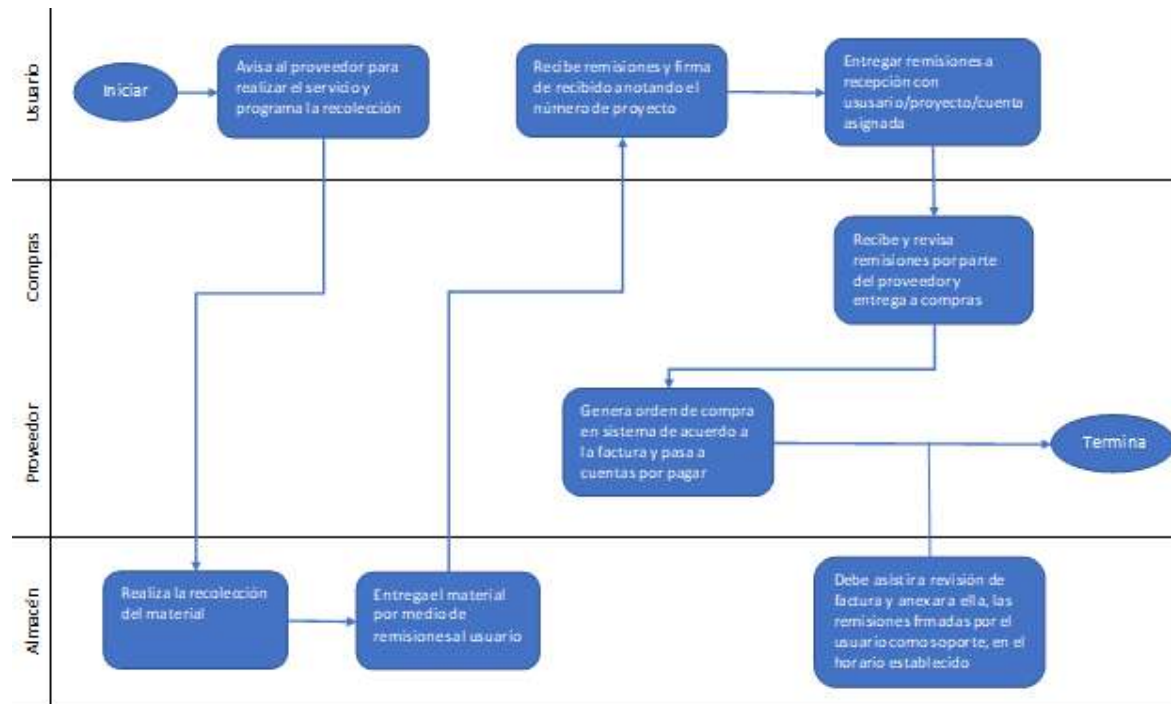 Usuario
Iniciar
Avisa al proveedor para
realizar el servicio y
programa la recolección
Recibe remisiones y firma
de recibido anotando el
número de proyecto
Entregar remisiones a
recepción con
ususario/proyecto/cuenta
asignada
Compras
Recibe y revisa
remisiones por parte
del proveedor y
entrega a compras
Proveedor
Genera orden de compra
en sistema de acuerdo a
la factura y pasa a
cuentas por pagar
Termina
Almacén
Realiza la recolección
del material
Entrega el material
por medio de
remisiones al usuario
Debe asistir a revisión de
factura y anexar a ella, las
remisiones firmadas por el
usuario como soporte, en el
horario establecido